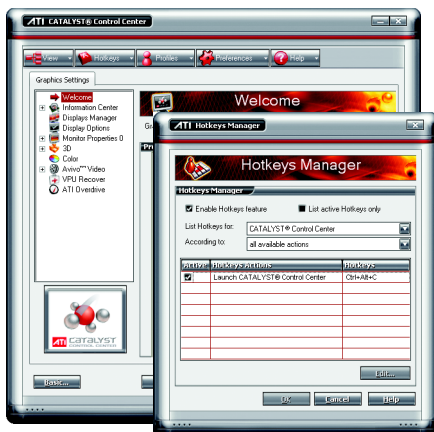 ATI CATALYST® Control Center
View
Hotkeys
Profiles
Preferences
Help
Graphics Settings
Welcome
Information Center
Displays Manager
Display Options
Monitor Properties 0
3D
Color
Avivo™ Video
VPU Recover
ATI Overdrive
ATI CATALYST
CONTROL CENTER
Basic...
Welcome
ATI Hotkeys Manager
Hotkeys Manager
Hotkeys Manager
Enable Hotkeys feature
List active Hotkeys only
List Hotkeys for:
CATALYST® Control Center
According to:
all available actions
Active Hotkeys Actions Hotkeys
Launch CATALYST® Control Center Ctrl+Alt+C
Edit...
OK
Cancel
Help